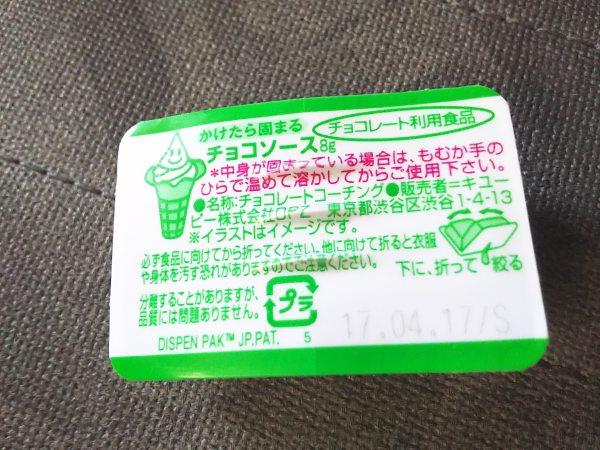 かけたら固まる
チョコレート利用食品
チョコソース8g
*中身が固まっている場合は、もむか手の
ひらで温めて溶かしてからご使用下さい。
●名称:チョコレートコーチング●販売者=キユー
ピー株式会社OPZ 東京都渋谷区渋谷1-4-13
※イラストはイメージです。
必ず食品に向けてから折ってください。他に向けて折ると衣服
や身体を汚す恐れがありますのでご注意ください。
下に、折って 絞る
分離することがありますが、
品質には問題ありません。
プラ
17.04.17/S
DISPEN PAK™ JP.PAT. 5